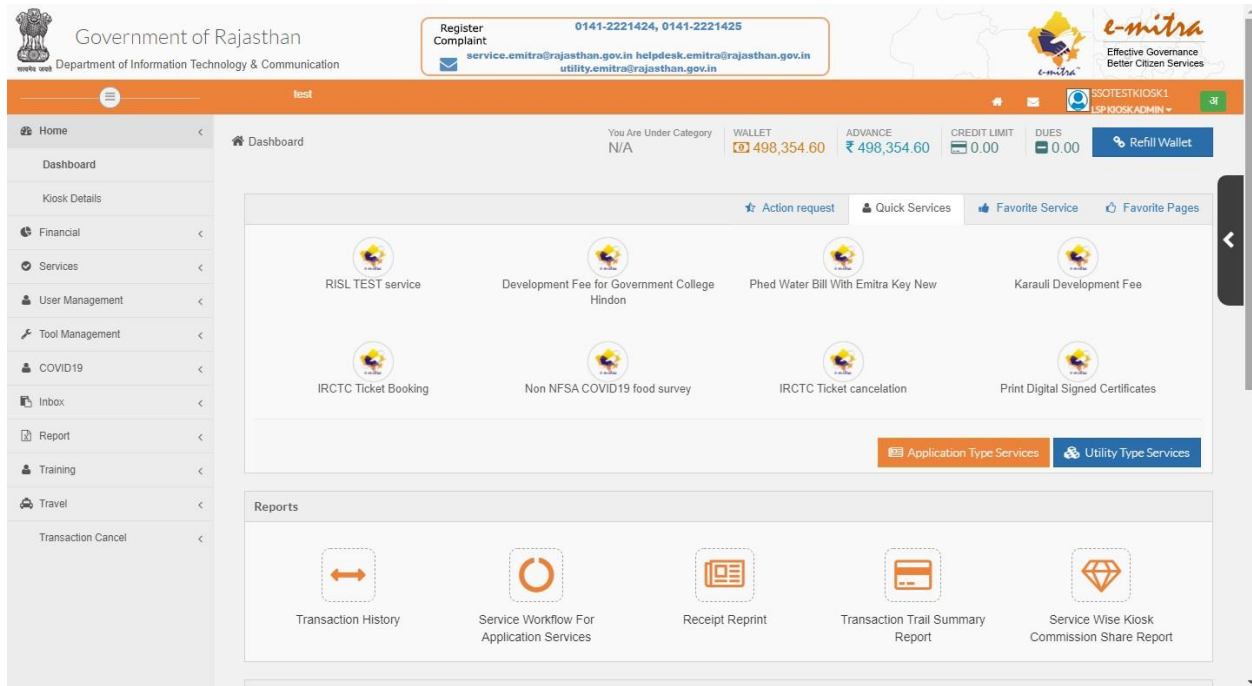 Government of Rajasthan
सत्यमेव जयते Department of Information Technology & Communication
Register Complaint
0141-2221424, 0141-2221425
service.emitra@rajasthan.gov.in helpdesk.emitra@rajasthan.gov.in
utility.emitra@rajasthan.gov.in
e-mitra
e-mitra
Effective Governance
Better Citizen Services
test
SSOTESTKIOSK1
LSP KIOSKADMIN
अ
Home
Dashboard
Kiosk Details
Financial
Services
User Management
Tool Management
COVID19
Inbox
Report
Training
Travel
Transaction Cancel
Dashboard
You Are Under Category
N/A
WALLET
498,354.60
ADVANCE
₹ 498,354.60
CREDIT LIMIT
0.00
DUES
0.00
Refill Wallet
Action request
Quick Services
Favorite Service
Favorite Pages
RISL TEST service
Development Fee for Government College
Hindon
Phed Water Bill With Emitra Key New
Karauli Development Fee
IRCTC Ticket Booking
Non NFSA COVID19 food survey
IRCTC Ticket cancelation
Print Digital Signed Certificates
Application Type Services
Utility Type Services
Reports
Transaction History
Service Workflow For
Application Services
Receipt Reprint
Transaction Trail Summary
Report
Service Wise Kiosk
Commission Share Report